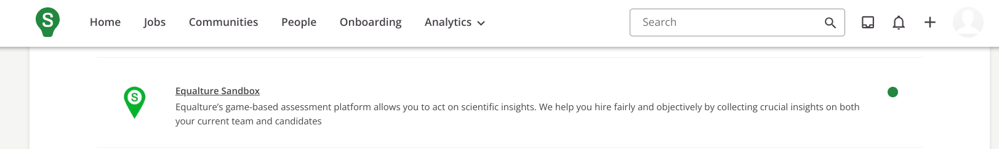 S Home Jobs Communities People Onboarding Analytics Search
S
Equalture Sandbox
Equalture’s game-based assessment platform allows you to act on scientific insights. We help you hire fairly and objectively by collecting crucial insights on both
your current team and candidates